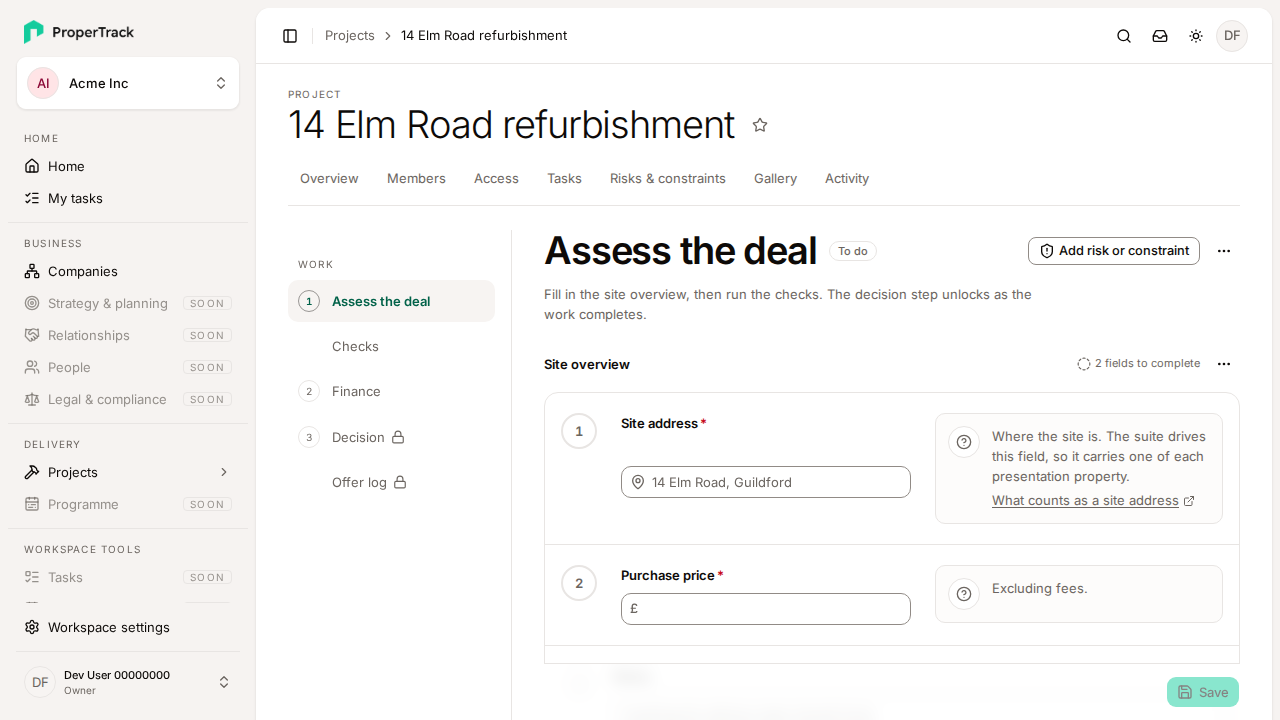 ProperTrack
AI
Acme Inc
HOME
Home
My tasks
BUSINESS
Companies
Strategy & planning
SOON
Relationships
SOON
People
SOON
Legal & compliance
SOON
DELIVERY
Projects
Programme
SOON
WORKSPACE TOOLS
Tasks
SOON
Workspace settings
DF
Dev User 00000000
Owner
Projects
14 Elm Road refurbishment
DF
PROJECT
14 Elm Road refurbishment
Overview
Members
Access
Tasks
Risks & constraints
Gallery
Activity
WORK
1
Assess the deal
Checks
2
Finance
3
Decision
Offer log
Assess the deal
To do
Add risk or constraint
Fill in the site overview, then run the checks. The decision step unlocks as the
work completes.
Site overview
2 fields to complete
1
Site address *
14 Elm Road, Guildford
Where the site is. The suite drives
this field, so it carries one of each
presentation property.
What counts as a site address
2
Purchase price *
£
Excluding fees.
Save